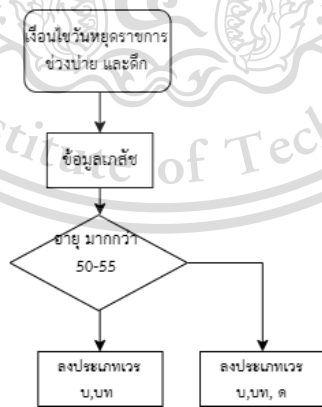 เงื่อนไขวันหยุดราชการ
ช่วงบ่าย และดึก
stitute of Tech
ข้อมูลเภสัช
อายุ มากกว่า
50-55
ลงประเภทเวร
บ,บท
ลงประเภทเวร
บ,บท, ด